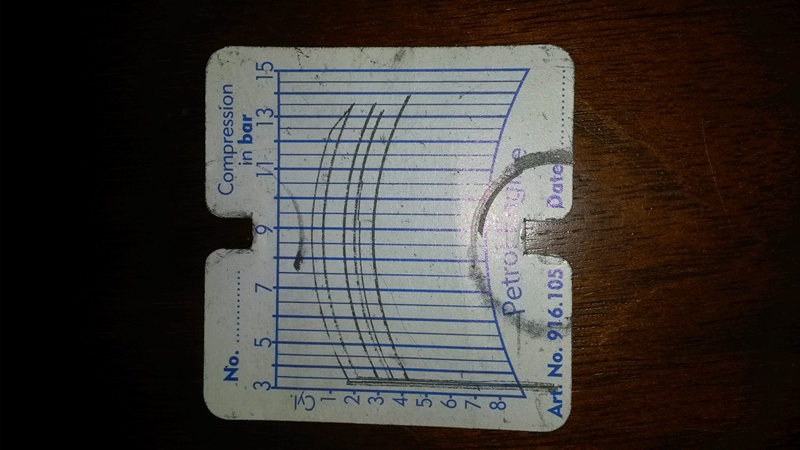 No. ............
Compression
in bar
3 5 7 9 11 13 15
1-
2-
3-
4-
5-
6-
7-
8-
Petrol engine
Art. No. 916.105
Date ............